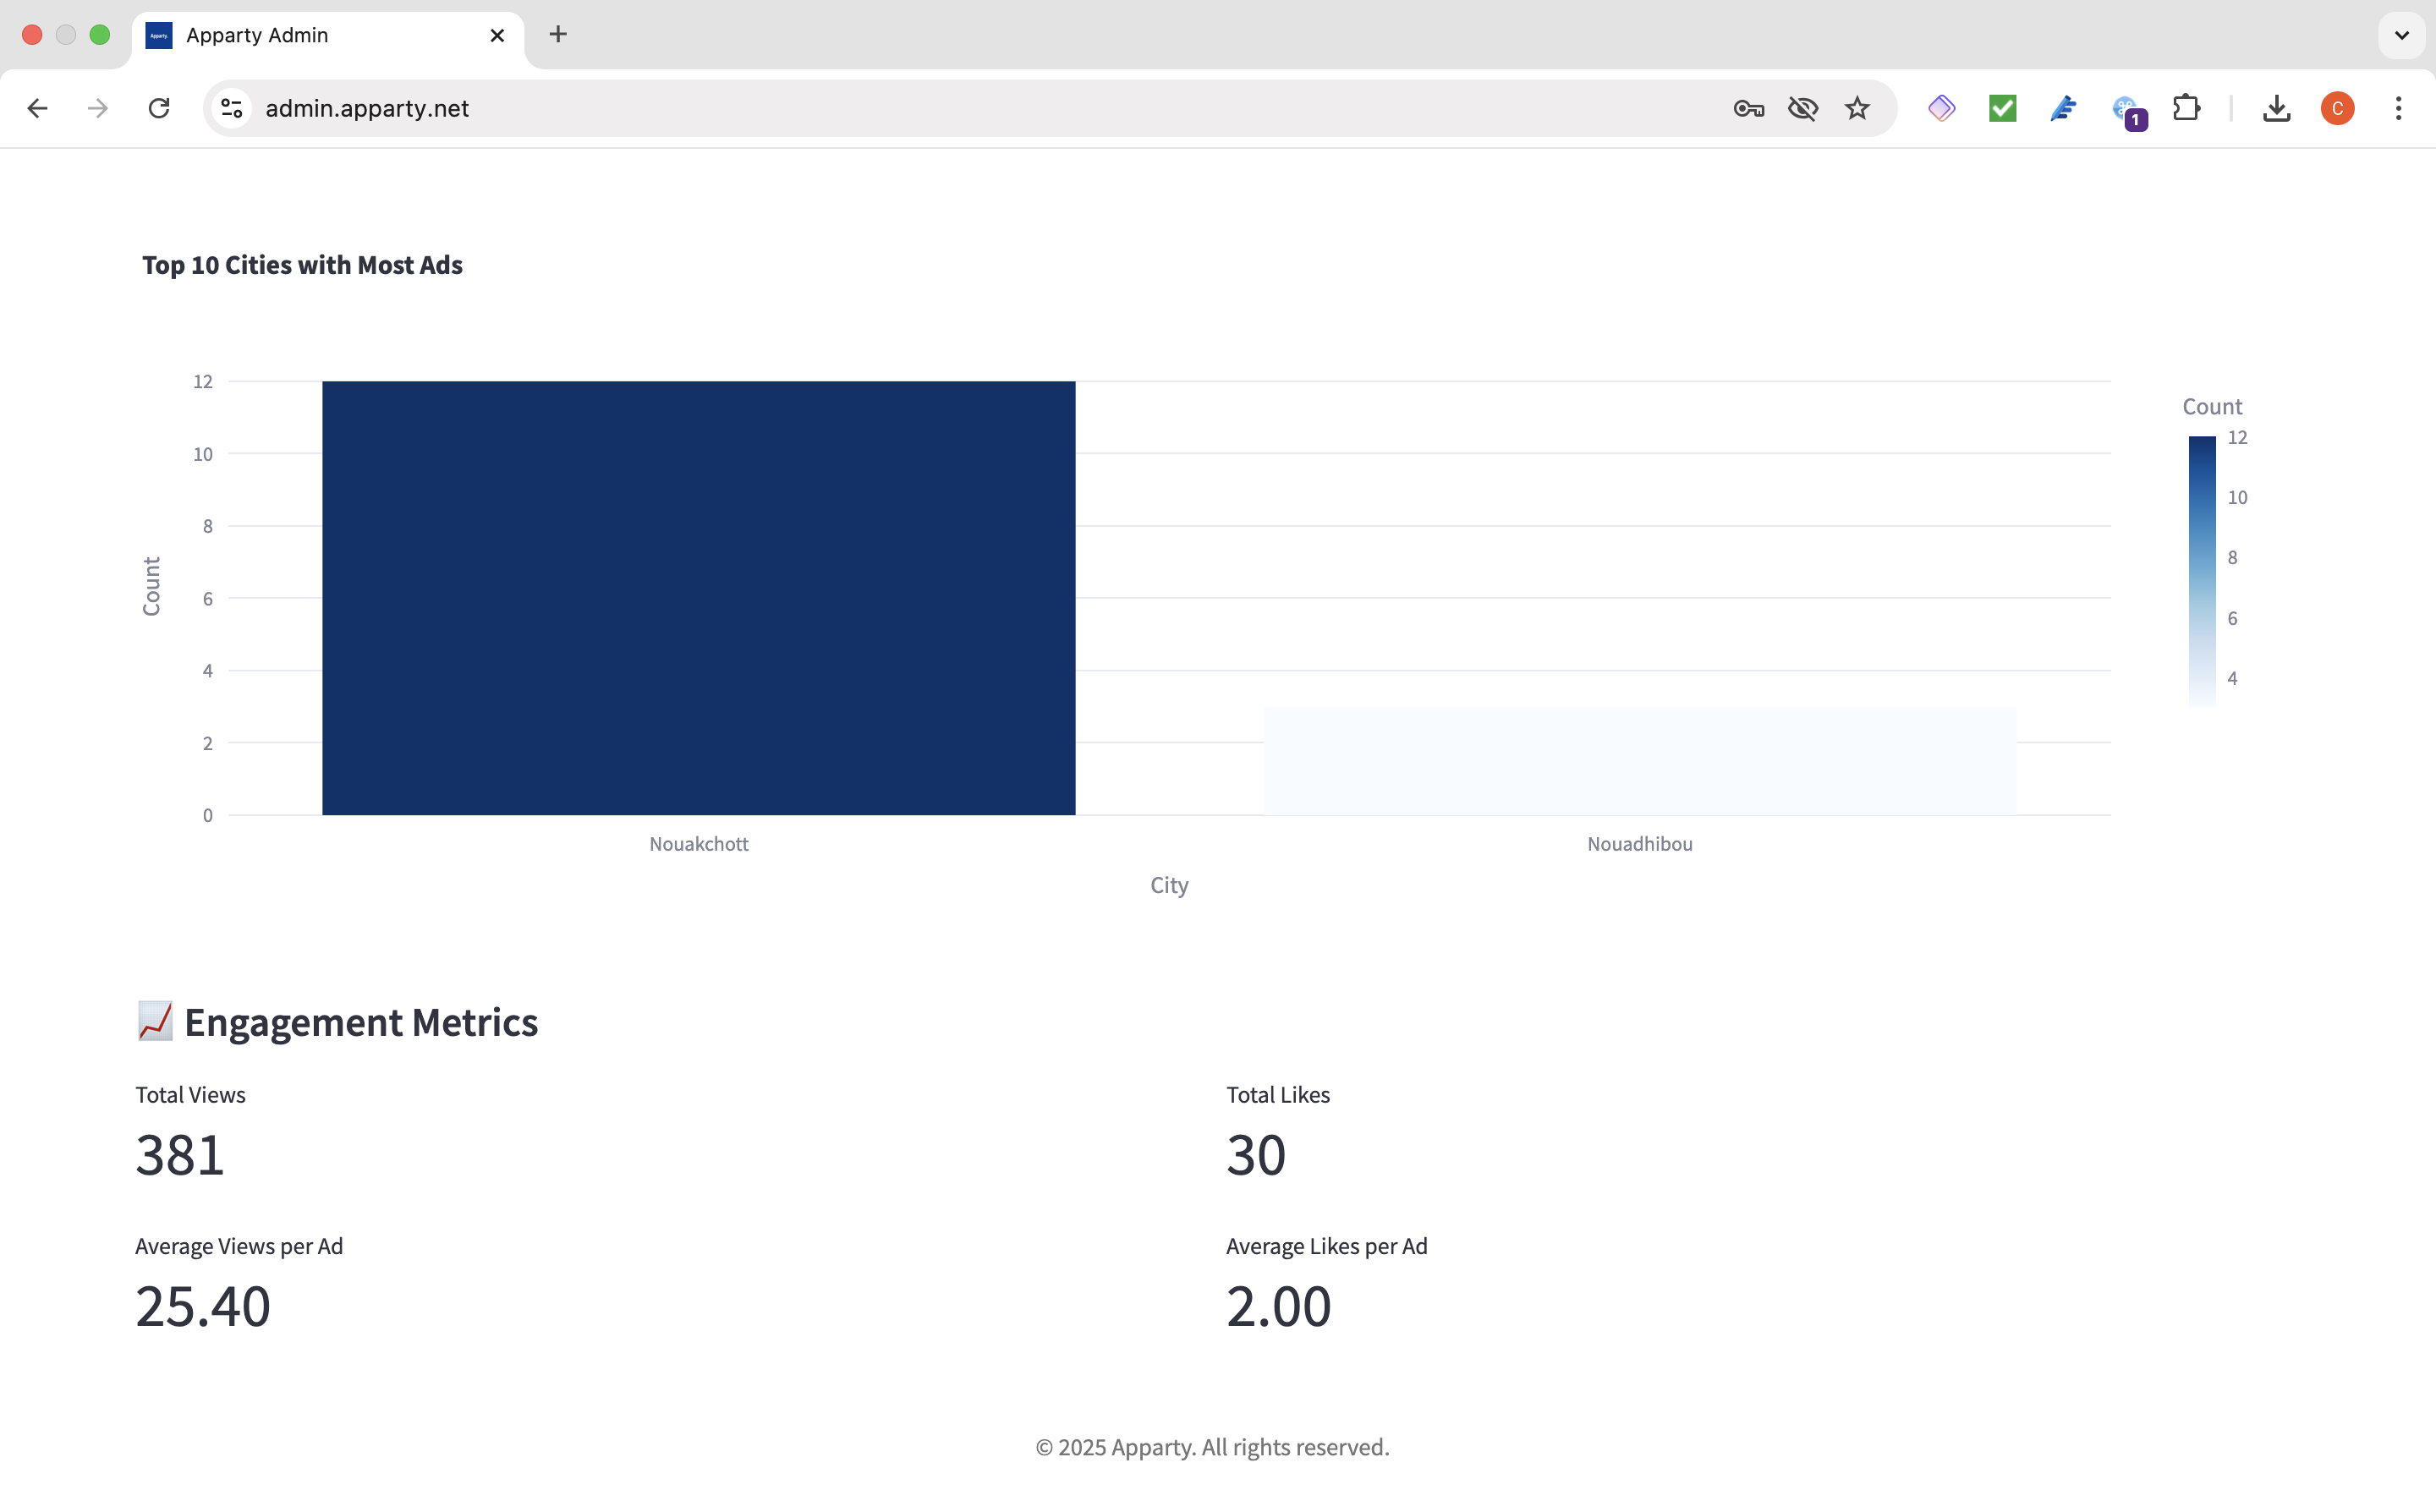 Apparty.
Apparty Admin
admin.apparty.net
1
C
Top 10 Cities with Most Ads
12
10
8
6
4
2
0
Count
Nouakchott
Nouadhibou
City
Count
12
10
8
6
4
📈 Engagement Metrics
Total Views
381
Total Likes
30
Average Views per Ad
25.40
Average Likes per Ad
2.00
© 2025 Apparty. All rights reserved.